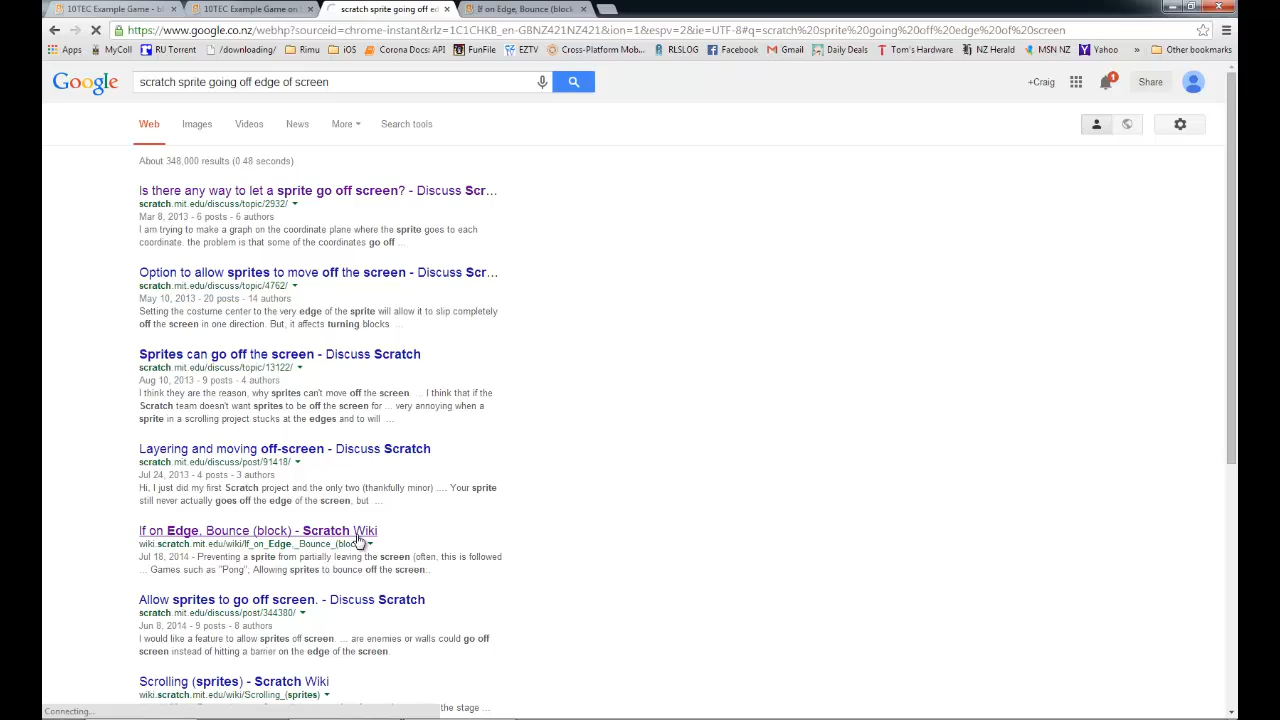 10TEC Example Game - bl
10TEC Example Game on S
scratch sprite going off ed
If on Edge, Bounce (block
https://www.google.co.nz/webhp?sourceid=chrome-instant&rlz=1C1CHKB_en-GBNZ421NZ421&ion=1&espv=2&ie=UTF-8#q=scratch%20sprite%20going%20off%20edge%20of%20screen
Apps MyColl RU Torrent /downloading/ Rimu iOS Corona Docs: API FunFile EZTV Cross-Platform Mob... RLSLOG Facebook Gmail Daily Deals Tom's Hardware NZ Herald MSN NZ Yahoo » Other bookmarks
Google scratch sprite going off edge of screen +Craig 1 Share
Web Images Videos News More Search tools
About 348,000 results (0.48 seconds)
Is there any way to let a sprite go off screen? - Discuss Scr...
scratch.mit.edu/discuss/topic/2932/
Mar 8, 2013 - 6 posts - 6 authors
I am trying to make a graph on the coordinate plane where the sprite goes to each
coordinate. the problem is that some of the coordinates go off ...
Option to allow sprites to move off the screen - Discuss Scr...
scratch.mit.edu/discuss/topic/4762/
May 10, 2013 - 20 posts - 14 authors
Setting the costume center to the very edge of the sprite will allow it to slip completely
off the screen in one direction. But, it affects turning blocks ...
Sprites can go off the screen - Discuss Scratch
scratch.mit.edu/discuss/topic/13122/
Aug 10, 2013 - 9 posts - 4 authors
I think they are the reason, why sprites can't move off the screen. ... I think that if the
Scratch team doesn't want sprites to be off the screen for ... very annoying when a
sprite in a scrolling project stucks at the edges and to will ...
Layering and moving off-screen - Discuss Scratch
scratch.mit.edu/discuss/post/91418/
Jul 24, 2013 - 4 posts - 3 authors
Hi, I just did my first Scratch project and the only two (thankfully minor) .... Your sprite
still never actually goes off the edge of the screen, but ...
If on Edge, Bounce (block) - Scratch Wiki
wiki.scratch.mit.edu/wiki/If_on_Edge,_Bounce_(bloc
Jul 18, 2014 - Preventing a sprite from partially leaving the screen (often, this is followed
... Games such as "Pong"; Allowing sprites to bounce off the screen..
Allow sprites to go off screen. - Discuss Scratch
scratch.mit.edu/discuss/post/344380/
Jun 8, 2014 - 9 posts - 8 authors
I would like a feature to allow sprites off screen. ... are enemies or walls could go off
screen instead of hitting a barrier on the edge of the screen.
Scrolling (sprites) - Scratch Wiki
wiki.scratch.mit.edu/wiki/Scrolling_(sprites)
the stage ...
Connecting...